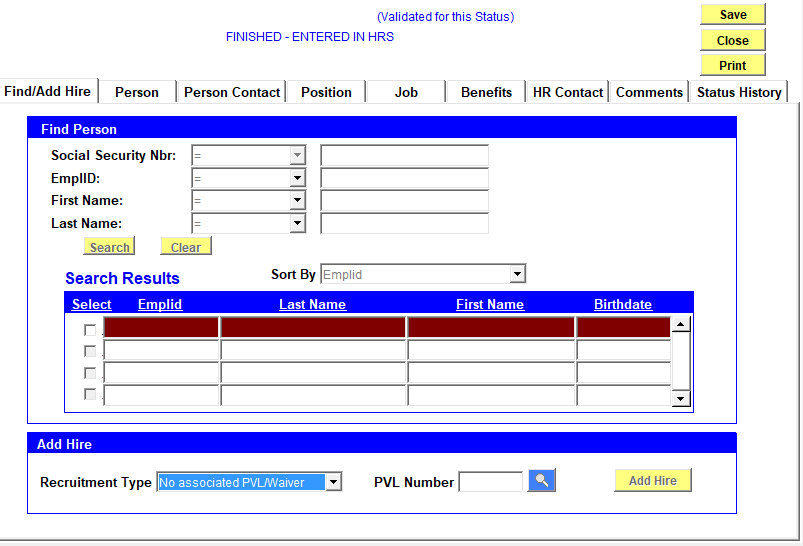 (Validated for this Status)
Save
FINISHED - ENTERED IN HRS
Close
Print
Find/Add Hire Person Person Contact Position Job Benefits HR Contact Comments Status History
Find Person
Social Security Nbr: =
EmplID: =
First Name: =
Last Name: =
Search Clear
Search Results Sort By Emplid
Select Emplid Last Name First Name Birthdate
Add Hire
Recruitment Type No associated PVL/Waiver PVL Number Add Hire